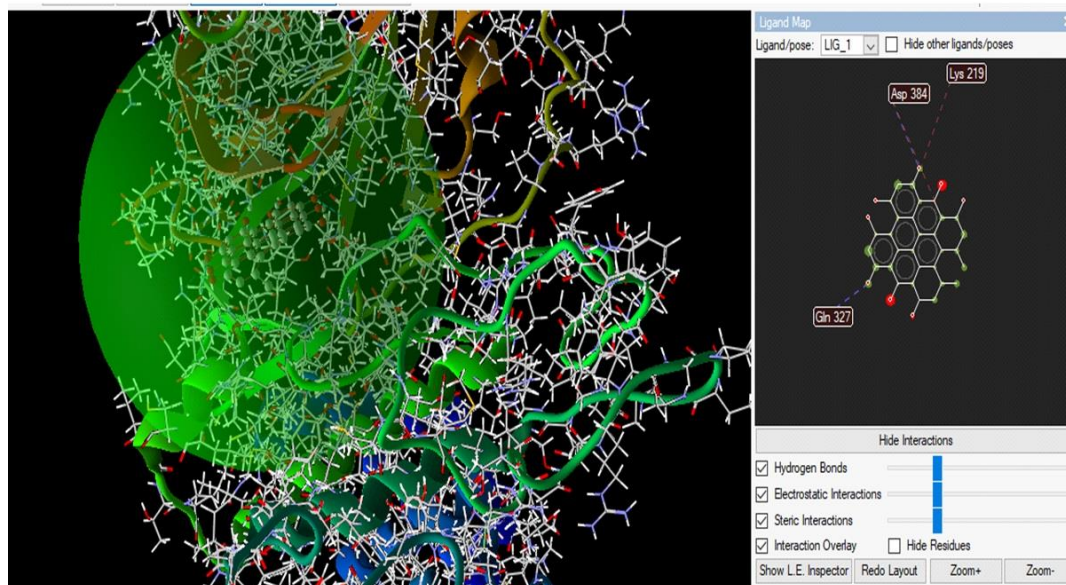 Ligand Map
Ligand/pose: LIG_1 Hide other ligands/poses
Lys 219
Asp 384
Gln 327
Hide Interactions
Hydrogen Bonds
Electrostatic Interactions
Steric Interactions
Interaction Overlay Hide Residues
Show L.E. Inspector Redo Layout Zoom+ Zoom-